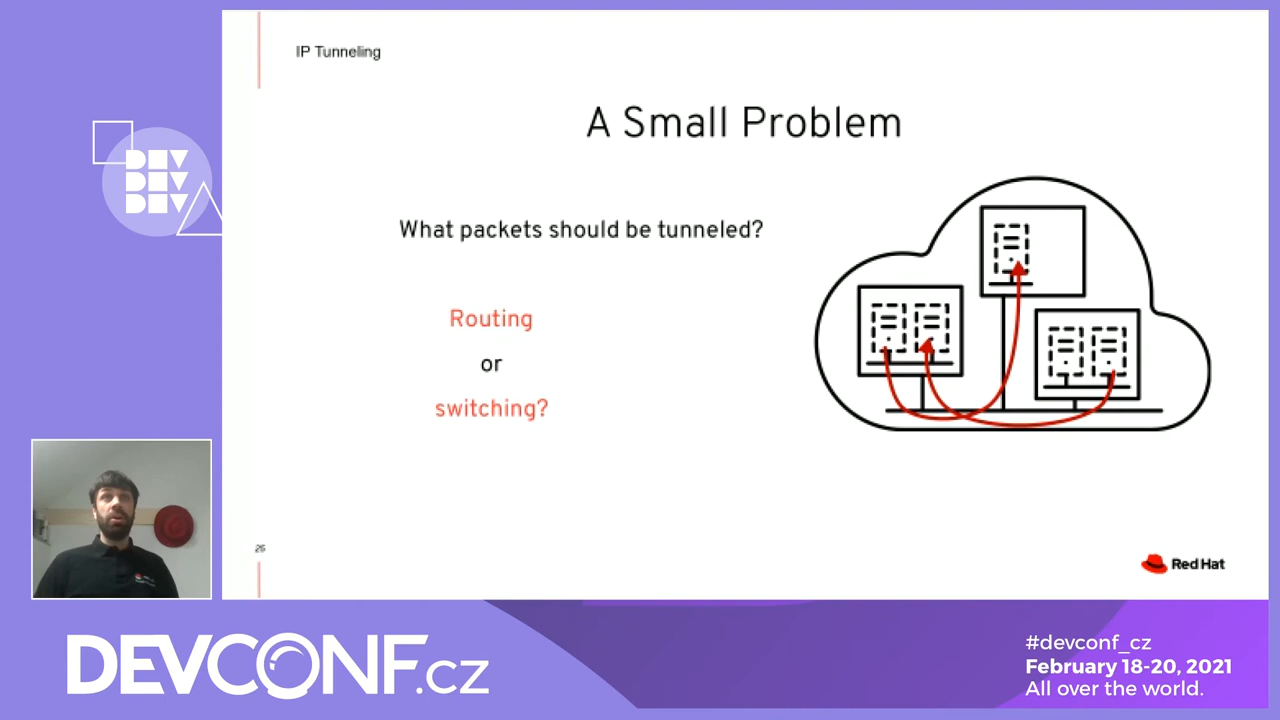 IP Tunneling
A Small Problem
What packets should be tunneled?
Routing
or
switching?
DEV
DEV
DEV
Red Hat
DEVCONF.cz
#devconf_cz
February 18-20, 2021
All over the world.